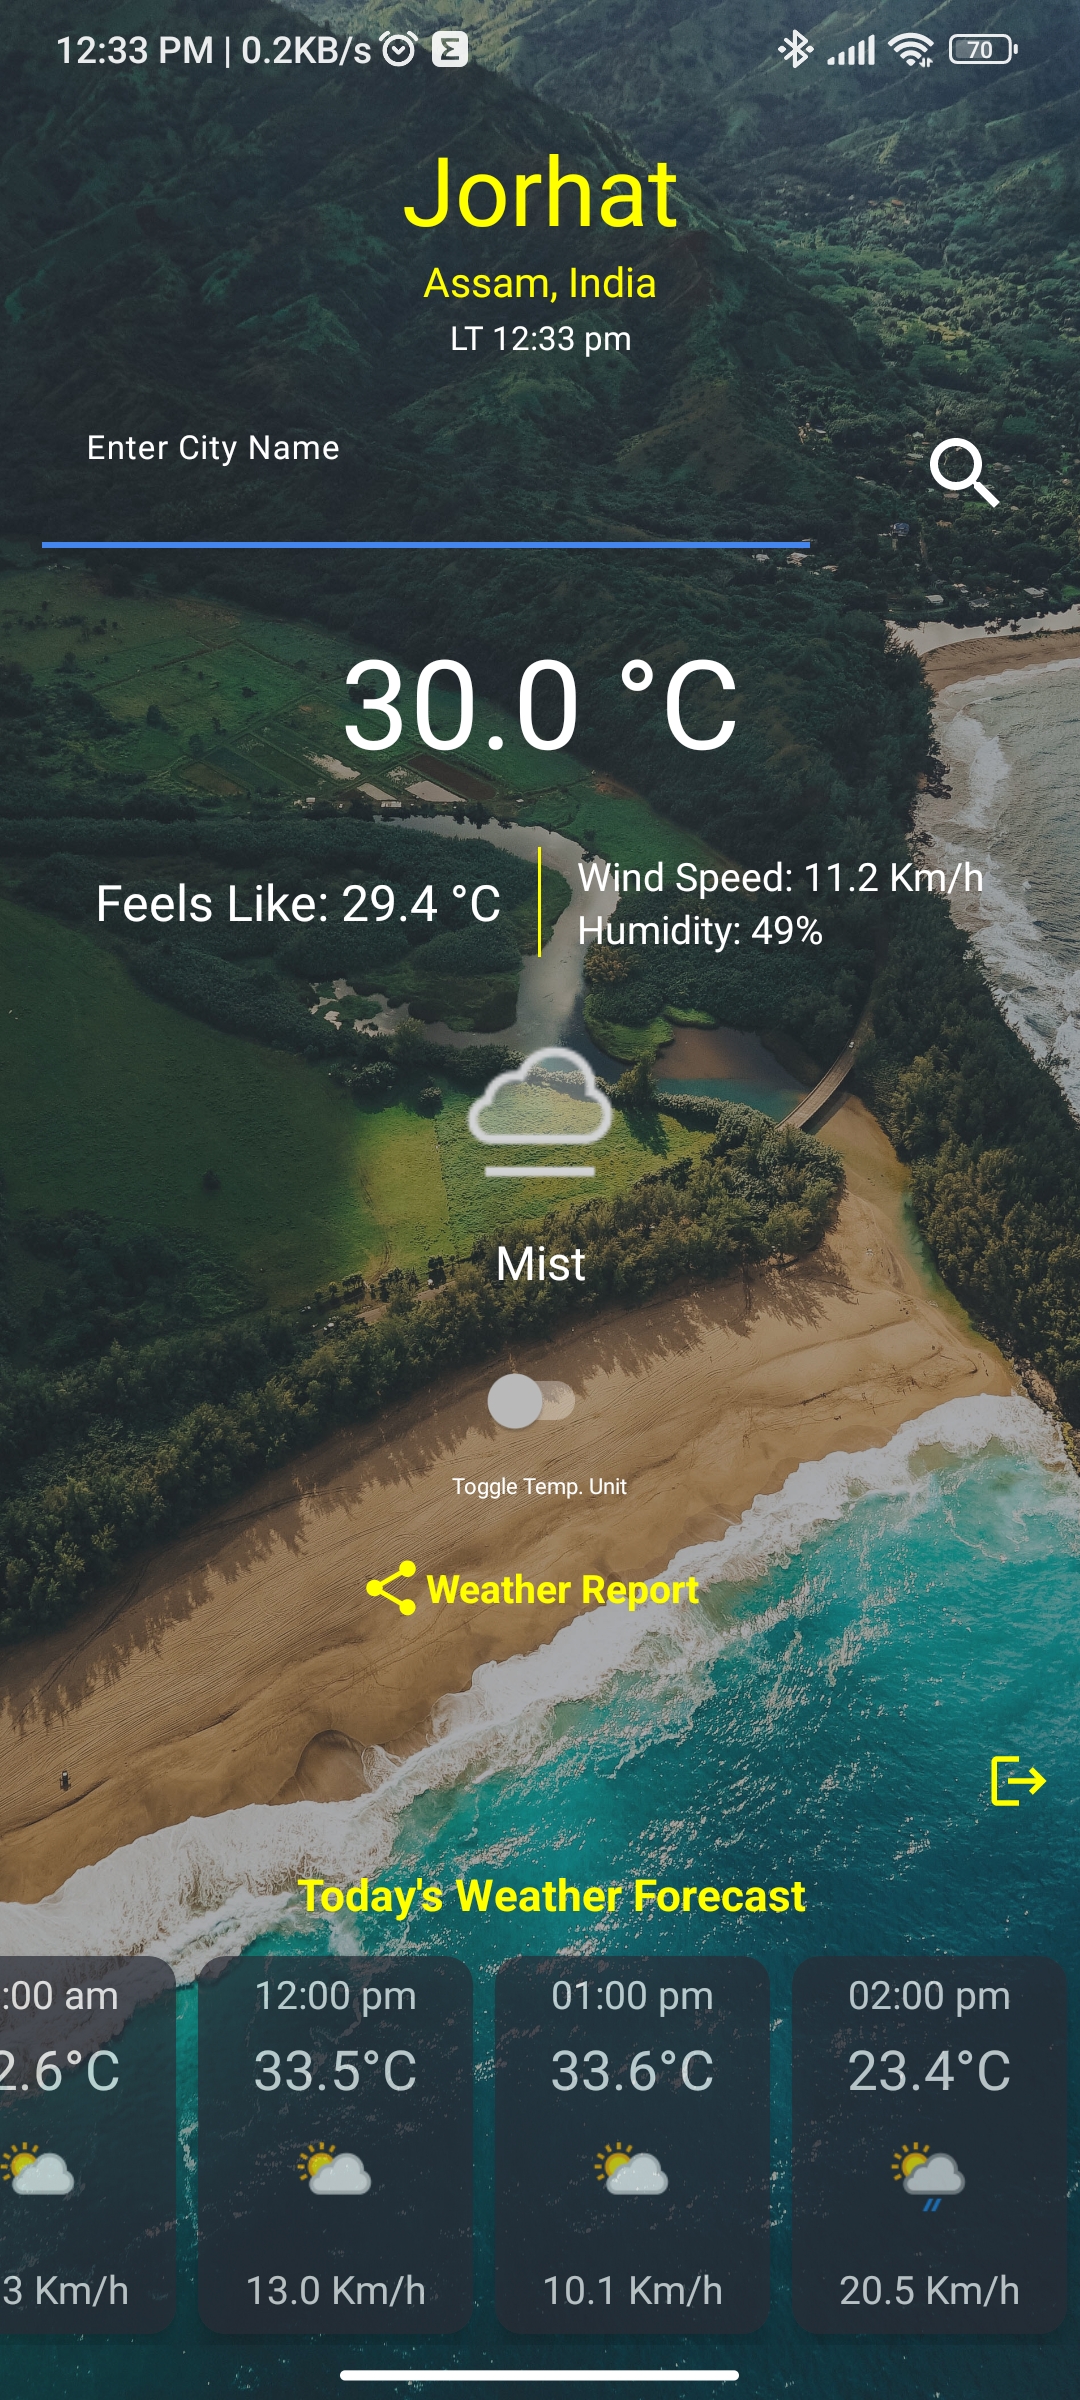 12:33 PM | 0.2KB/s Σ 70
Jorhat
Assam, India
LT 12:33 pm
Enter City Name
30.0 °C
Feels Like: 29.4 °C
Wind Speed: 11.2 Km/h
Humidity: 49%
Mist
Toggle Temp. Unit
Weather Report
Today's Weather Forecast
:00 am 12:00 pm 01:00 pm 02:00 pm
2.6°C 33.5°C 33.6°C 23.4°C
3 Km/h 13.0 Km/h 10.1 Km/h 20.5 Km/h